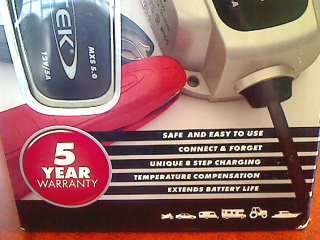 TEK
MXS 5.0
12V/5A
A
SAFE AND EASY TO USE
CONNECT & FORGET
UNIQUE 8 STEP CHARGING
TEMPERATURE COMPENSATION
EXTENDS BATTERY LIFE
5
YEAR
WARRANTY